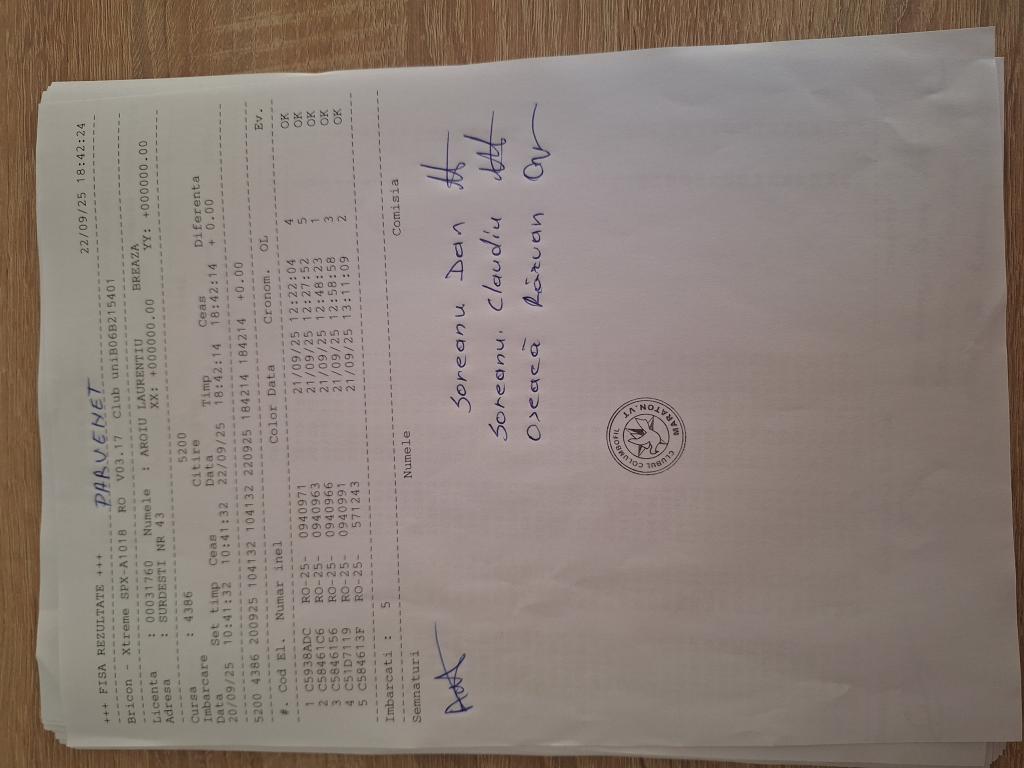 +++ FISA REZULTATE +++ PARVENET 22/09/25 18:42:24
Bricon - Xtreme SPX-A1018 RO V03.17 Club uniB06B215401
Licenta : 00031760 Numele : AROIU LAURENTIU BREAZA
Adresa : SURDESTI NR 43 XX: +000000.00 YY: +000000.00
Cursa : 4386 5200
Imbarcare Citire
Data Set timp Ceas Data Timp Ceas Diferenta
20/09/25 10:41:32 10:41:32 22/09/25 18:42:14 18:42:14 + 0.00
5200 4386 200925 104132 104132 220925 184214 184214 +0.00
#. Cod El. Numar inel Color Data Cronom. OL Ev.
1 C5938ADC RO-25- 0940971 21/09/25 12:22:04 4 OK
2 C58461C6 RO-25- 0940963 21/09/25 12:27:52 5 OK
3 C5846156 RO-25- 0940966 21/09/25 12:48:23 1 OK
4 C51D7119 RO-25- 0940991 21/09/25 12:58:58 3 OK
5 C584613F RO-25- 571243 21/09/25 13:11:09 2 OK
Imbarcati : 5
Semnaturi Numele Comisia
Soreanu Dan
Soreanu Claudiu
Oseacă Răzvan
CLUBUL COLUMBOFIL
MARATON VT